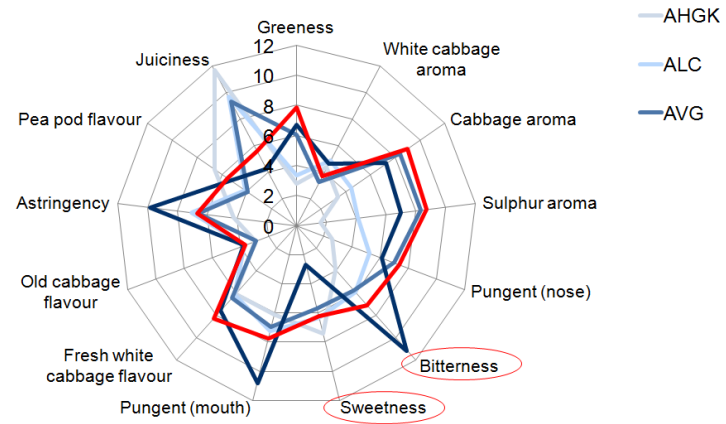 Greeness
White cabbage
aroma
Cabbage aroma
Sulphur aroma
Pungent (nose)
Bitterness
Sweetness
Pungent (mouth)
Fresh white
cabbage flavour
Old cabbage
flavour
Astringency
Pea pod flavour
Juiciness
12
10
8
6
4
2
0
AHGK
ALC
AVG